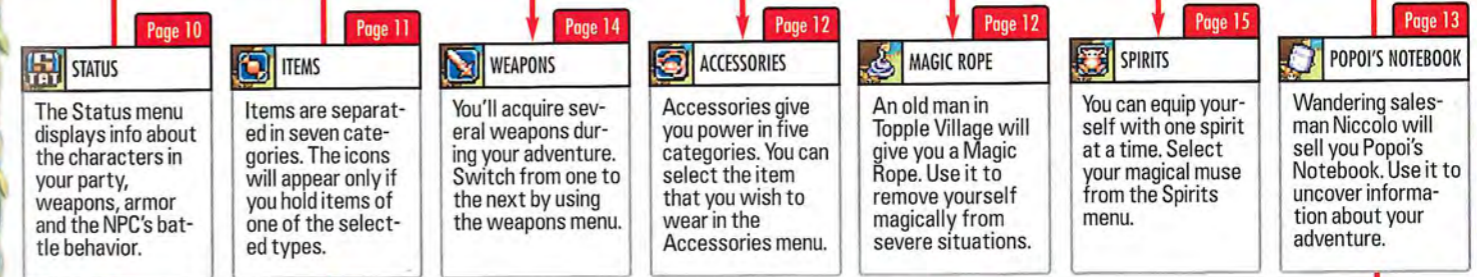 Page 10
STAT
STATUS
The Status menu
displays info about
the characters in
your party,
weapons, armor
and the NPC's bat-
tle behavior.
Page 11
ITEMS
Items are separat-
ed in seven cate-
gories. The icons
will appear only if
you hold items of
one of the select-
ed types.
Page 14
WEAPONS
You'll acquire sev-
eral weapons dur-
ing your adventure.
Switch from one to
the next by using
the weapons menu.
Page 12
ACCESSORIES
Accessories give
you power in five
categories. You can
select the item
that you wish to
wear in the
Accessories menu.
Page 12
MAGIC ROPE
An old man in
Topple Village will
give you a Magic
Rope. Use it to
remove yourself
magically from
severe situations.
Page 15
SPIRITS
You can equip your-
self with one spirit
at a time. Select
your magical muse
from the Spirits
menu.
Page 13
POPOI'S NOTEBOOK
Wandering sales-
man Niccolo will
sell you Popoi's
Notebook. Use it to
uncover informa-
tion about your
adventure.